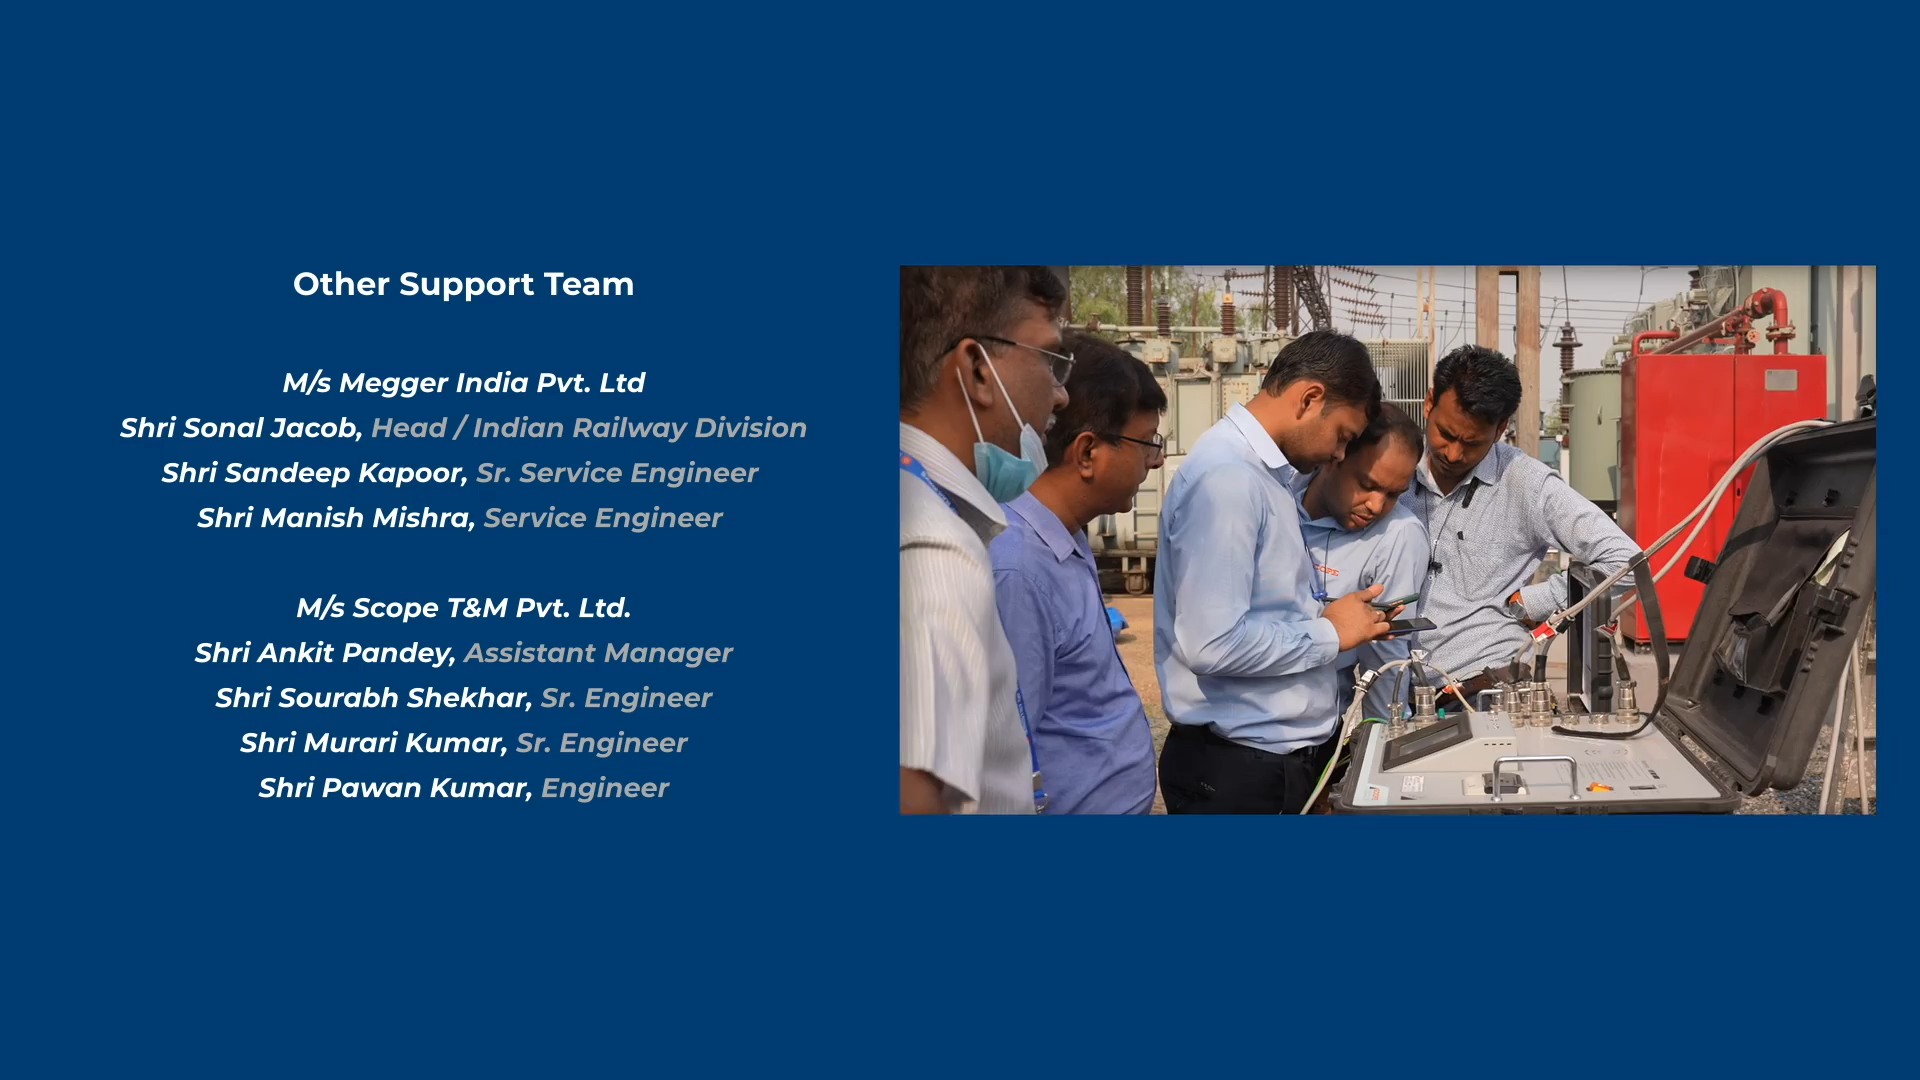 Other Support Team
M/s Megger India Pvt. Ltd
Shri Sonal Jacob, Head / Indian Railway Division
Shri Sandeep Kapoor, Sr. Service Engineer
Shri Manish Mishra, Service Engineer
M/s Scope T&M Pvt. Ltd.
Shri Ankit Pandey, Assistant Manager
Shri Sourabh Shekhar, Sr. Engineer
Shri Murari Kumar, Sr. Engineer
Shri Pawan Kumar, Engineer